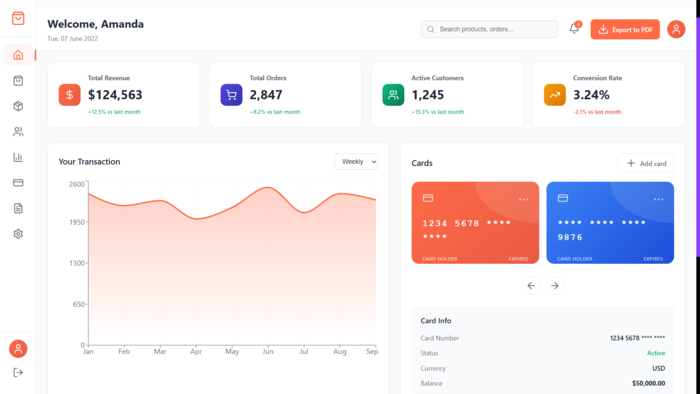 Welcome, Amanda
Tue, 07 June 2022
Search products, orders...
3
Export to PDF
Total Revenue
$124,563
+12.5% vs last month
Total Orders
2,847
+8.2% vs last month
Active Customers
1,245
+15.3% vs last month
Conversion Rate
3.24%
-2.1% vs last month
Your Transaction
Weekly
2600
1950
1300
650
0
Jan Feb Mar Apr May Jun Jul Aug Sep
Cards
Add card
1234 5678 ****
****
CARD HOLDER EXPIRES
**** **** ****
9876
CARD HOLDER EXPIRES
Card Info
Card Number 1234 5678 **** ****
Status Active
Currency USD
Balance $50,000.00